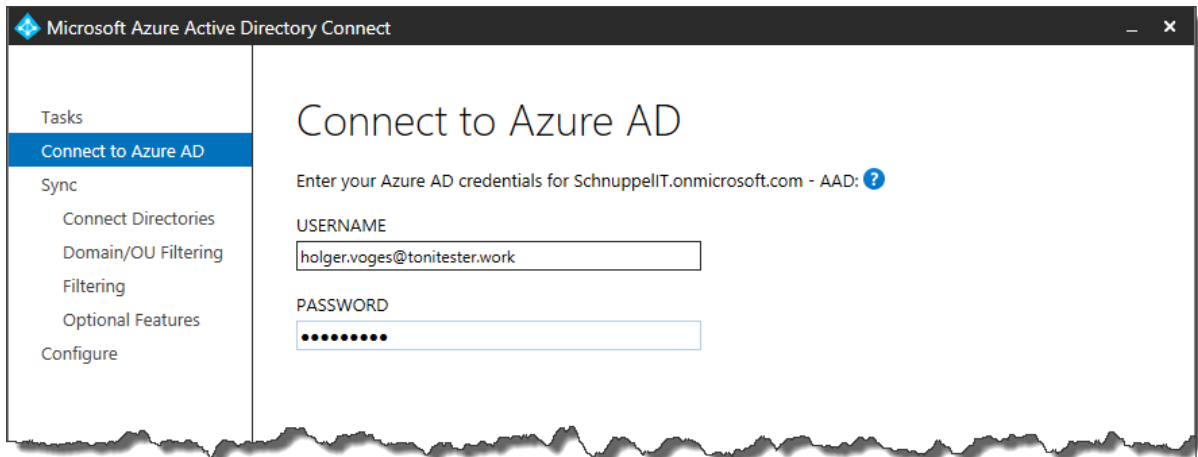 Microsoft Azure Active Directory Connect
Tasks
Connect to Azure AD
Sync
Connect Directories
Domain/OU Filtering
Filtering
Optional Features
Configure
Connect to Azure AD
Enter your Azure AD credentials for SchnuppelIT.onmicrosoft.com - AAD: ?
USERNAME
holger.voges@tonitester.work
PASSWORD
●●●●●●●●●